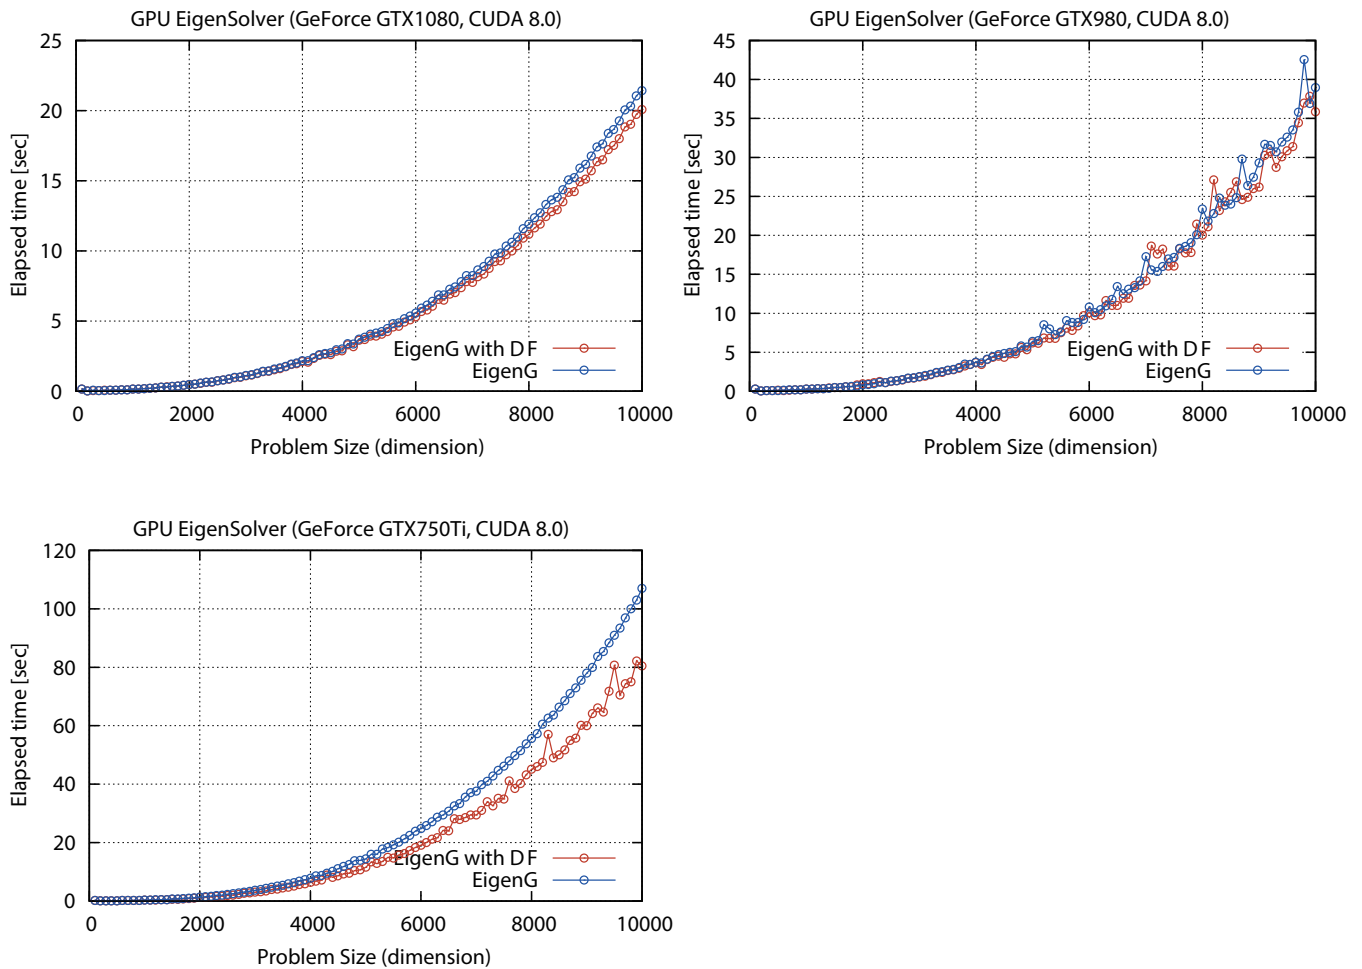 GPU EigenSolver (GeForce GTX1080, CUDA 8.0)
25
20
15
10
5
0
Elapsed time [sec]
EigenG with DF
EigenG
0 2000 4000 6000 8000 10000
Problem Size (dimension)
GPU EigenSolver (GeForce GTX980, CUDA 8.0)
45
40
35
30
25
20
15
10
5
0
Elapsed time [sec]
EigenG with DF
EigenG
0 2000 4000 6000 8000 10000
Problem Size (dimension)
GPU EigenSolver (GeForce GTX750Ti, CUDA 8.0)
120
100
80
60
40
20
0
Elapsed time [sec]
EigenG with DF
EigenG
0 2000 4000 6000 8000 10000
Problem Size (dimension)